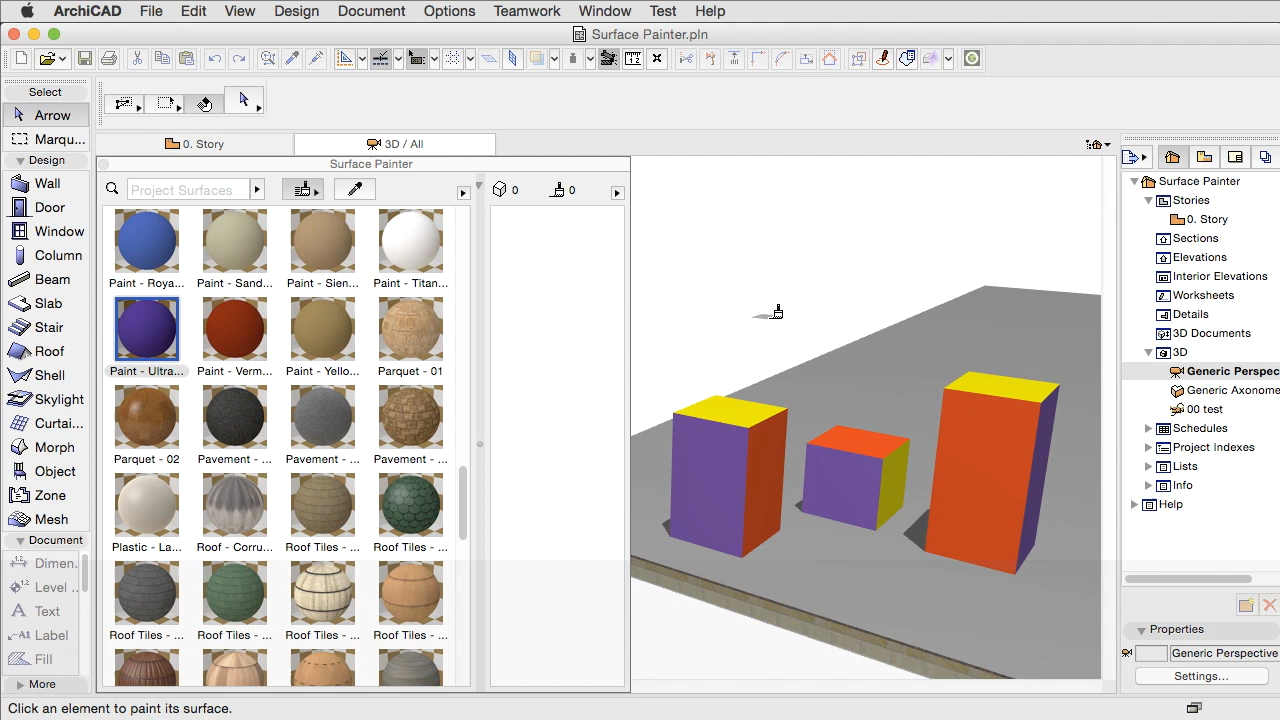 ArchiCAD File Edit View Design Document Options Teamwork Window Test Help
Surface Painter.pln
Select
Arrow
Marqu...
Design
Wall
Door
Window
Column
Beam
Slab
Stair
Roof
Shell
Skylight
Curtai...
Morph
Object
Zone
Mesh
Document
Dimen.
Level ..
Text
Label
Fill
More
0. Story
3D / All
Surface Painter
Project Surfaces
0
0
Paint - Roya... Paint - Sand... Paint - Sien... Paint - Titan...
Paint - Ultra... Paint - Verm... Paint - Yello... Parquet - 01
Parquet - 02 Pavement - ... Pavement - ... Pavement - ...
Plastic - La... Roof - Corru... Roof Tiles - ... Roof Tiles - ...
Roof Tiles - ... Roof Tiles - ... Roof Tiles - ... Roof Tiles - ...
Surface Painter
Stories
0. Story
Sections
Elevations
Interior Elevations
Worksheets
Details
3D Documents
3D
Generic Perspec
Generic Axonome
00 test
Schedules
Project Indexes
Lists
Info
Help
Properties
Generic Perspective
Settings...
Click an element to paint its surface.